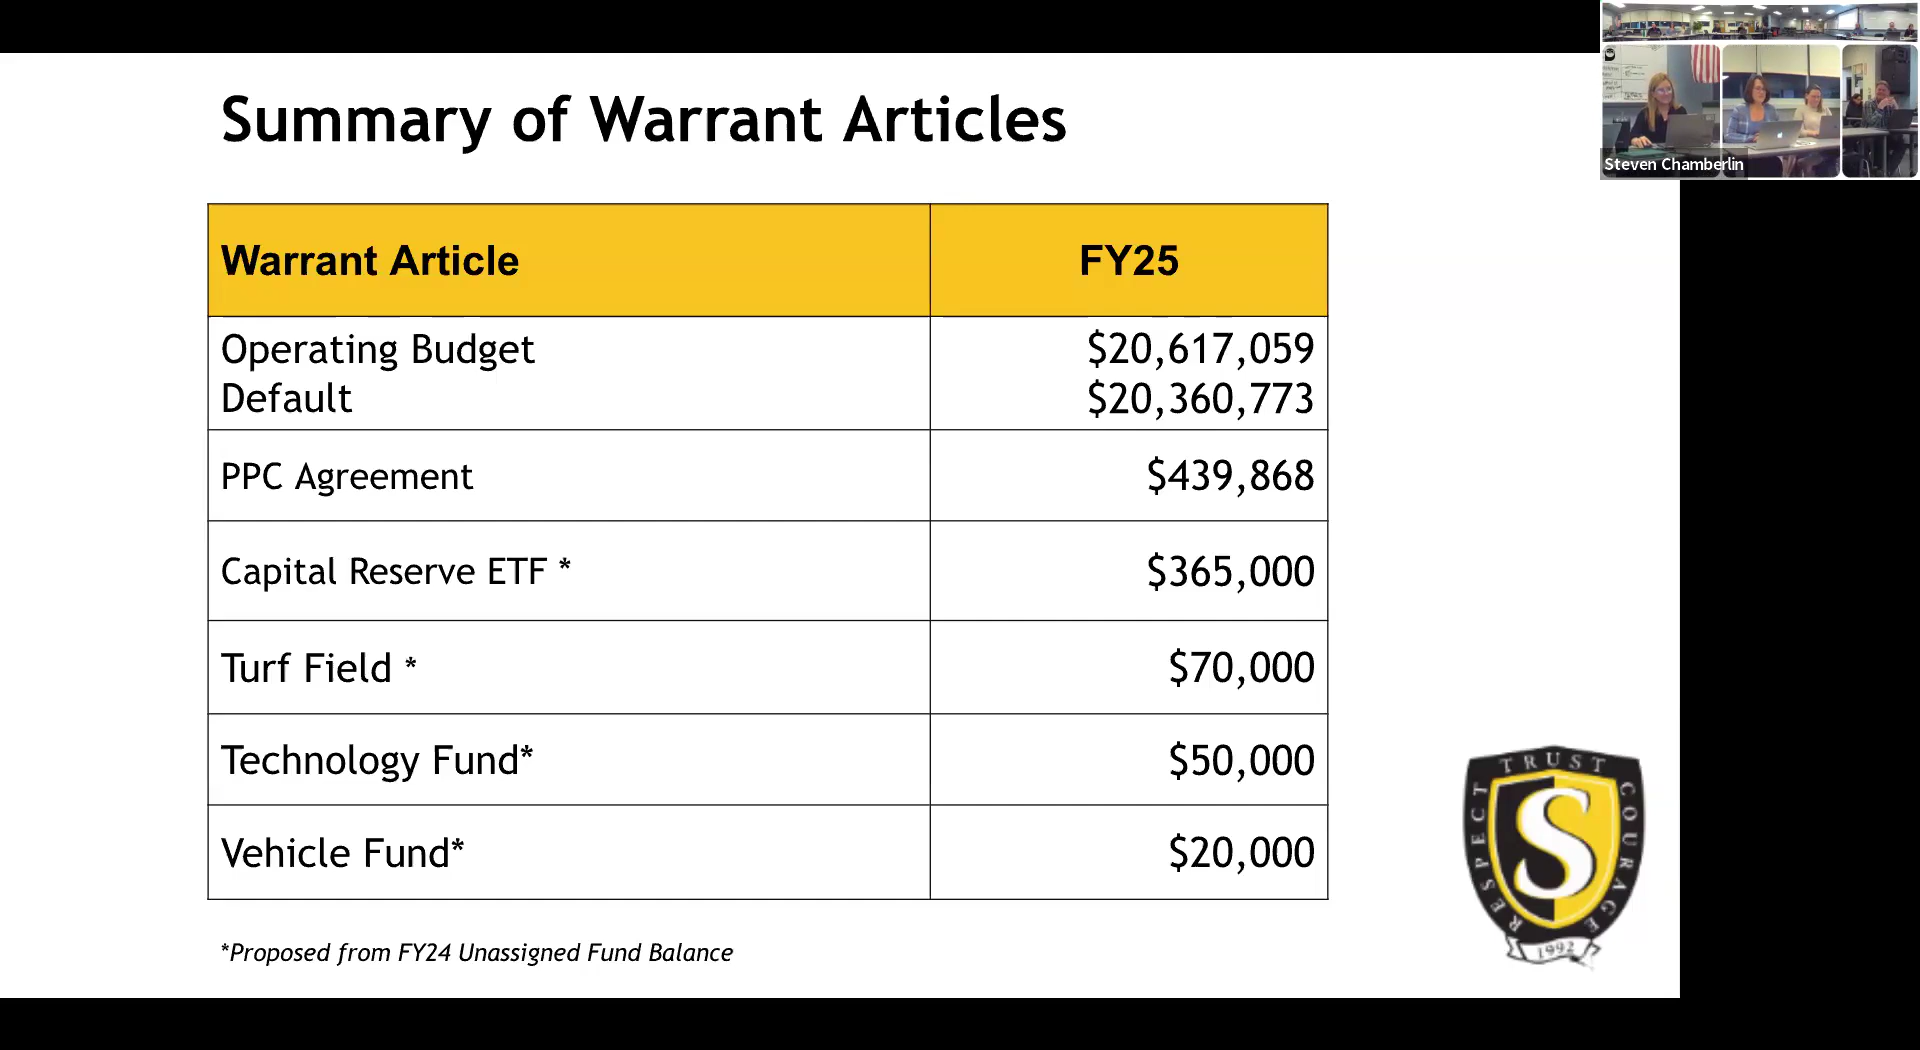 Summary of Warrant Articles
Steven Chamberlin
Warrant Article FY25
Operating Budget $20,617,059
Default $20,360,773
PPC Agreement $439,868
Capital Reserve ETF * $365,000
Turf Field * $70,000
Technology Fund* $50,000
Vehicle Fund* $20,000
*Proposed from FY24 Unassigned Fund Balance
RESPECT TRUST COURAGE
S
1992